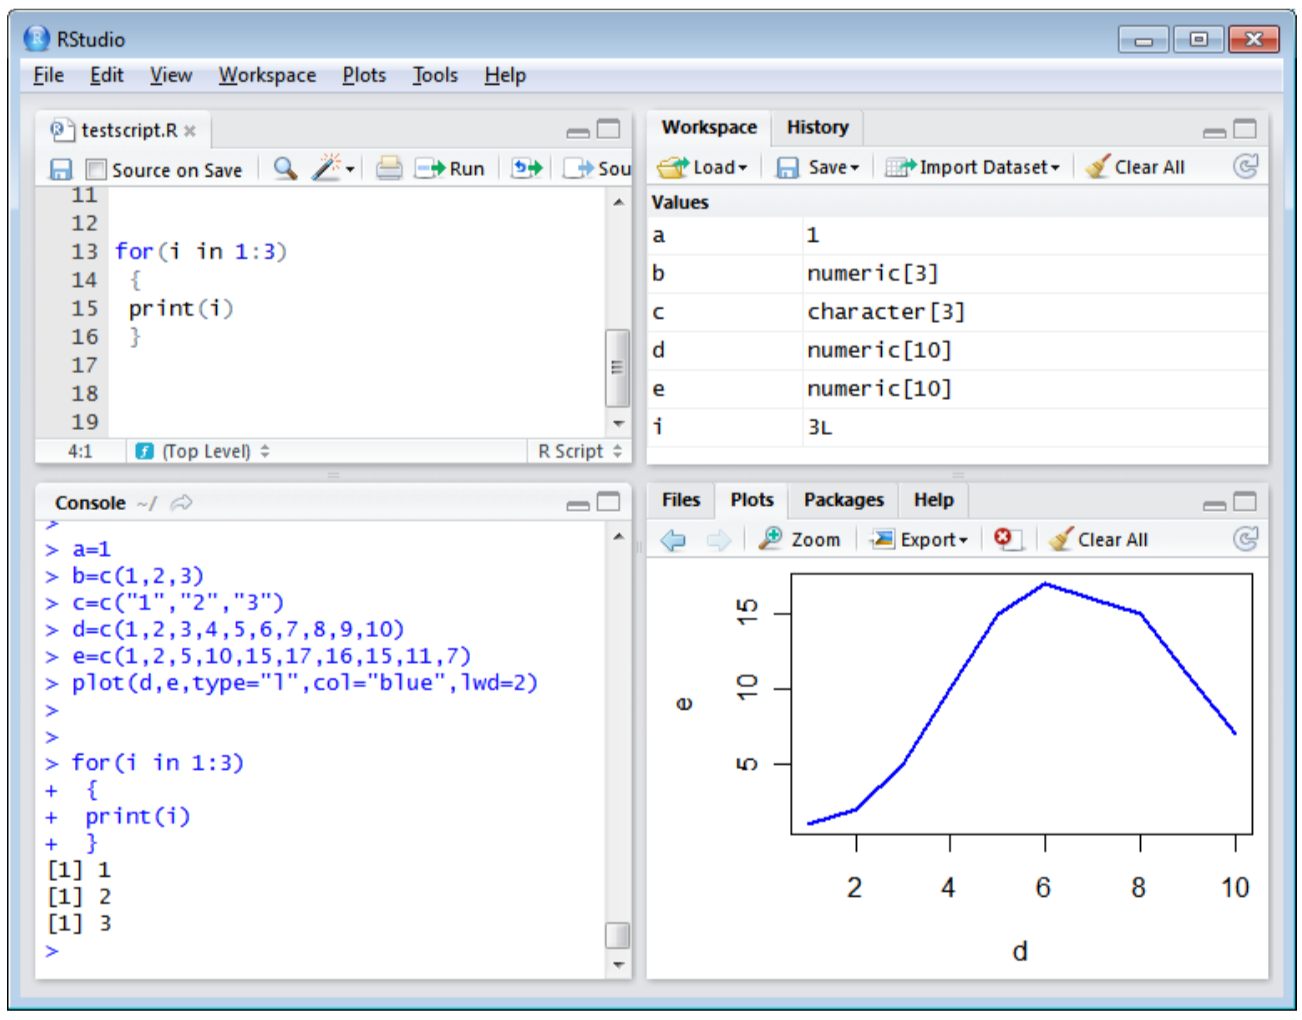 RStudio
File Edit View Workspace Plots Tools Help
testscript.R
Source on Save Run Sou
11
12
13 for(i in 1:3)
14 {
15 print(i)
16 }
17
18
19
4:1 (Top Level) R Script
Workspace History
Load Save Import Dataset Clear All
Values
a 1
b numeric[3]
c character[3]
d numeric[10]
e numeric[10]
i 3L
Console ~/
>
> a=1
> b=c(1,2,3)
> c=c("1","2","3")
> d=c(1,2,3,4,5,6,7,8,9,10)
> e=c(1,2,5,10,15,17,16,15,11,7)
> plot(d,e,type="l",col="blue",lwd=2)
>
>
> for(i in 1:3)
+ {
+ print(i)
+ }
[1] 1
[1] 2
[1] 3
>
Files Plots Packages Help
Zoom Export Clear All
15
10
5
e
2 4 6 8 10
d